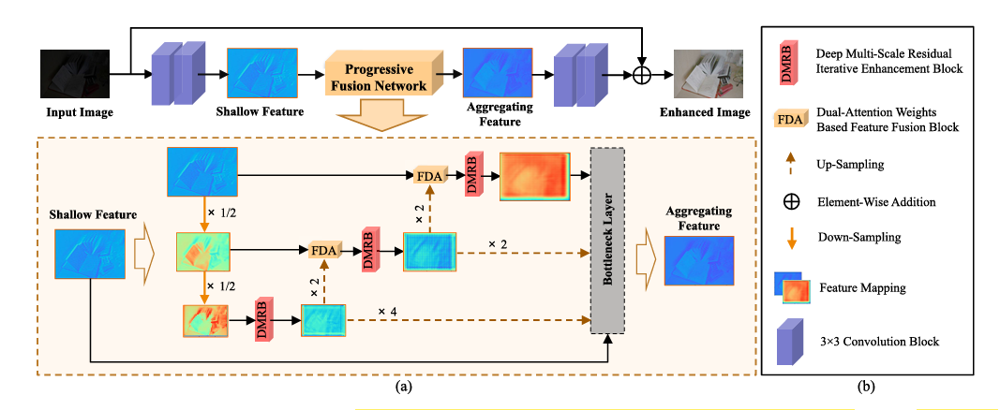 Input Image
Shallow Feature
Progressive
Fusion Network
Aggregating
Feature
Enhanced Image
Shallow Feature
× 1/2
× 1/2
FDA
DMRB
× 2
FDA
DMRB
× 2
× 2
DMRB
× 4
Bottleneck Layer
Aggregating
Feature
(a)
DMRB
Deep Multi-Scale Residual
Iterative Enhancement Block
FDA
Dual-Attention Weights
Based Feature Fusion Block
Up-Sampling
Element-Wise Addition
Down-Sampling
Feature Mapping
3×3 Convolution Block
(b)